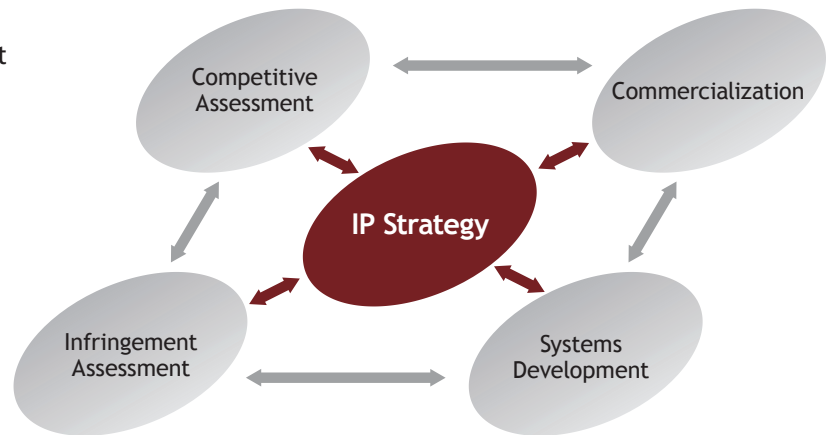 t
Competitive
Assessment
Commercialization
IP Strategy
Infringement
Assessment
Systems
Development